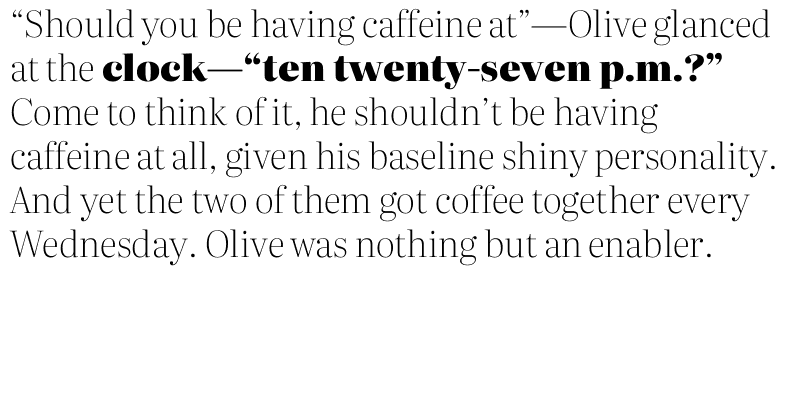 “Should you be having caffeine at”—Olive glanced
at the clock—“ten twenty-seven p.m.?”
Come to think of it, he shouldn’t be having
caffeine at all, given his baseline shiny personality.
And yet the two of them got coffee together every
Wednesday. Olive was nothing but an enabler.